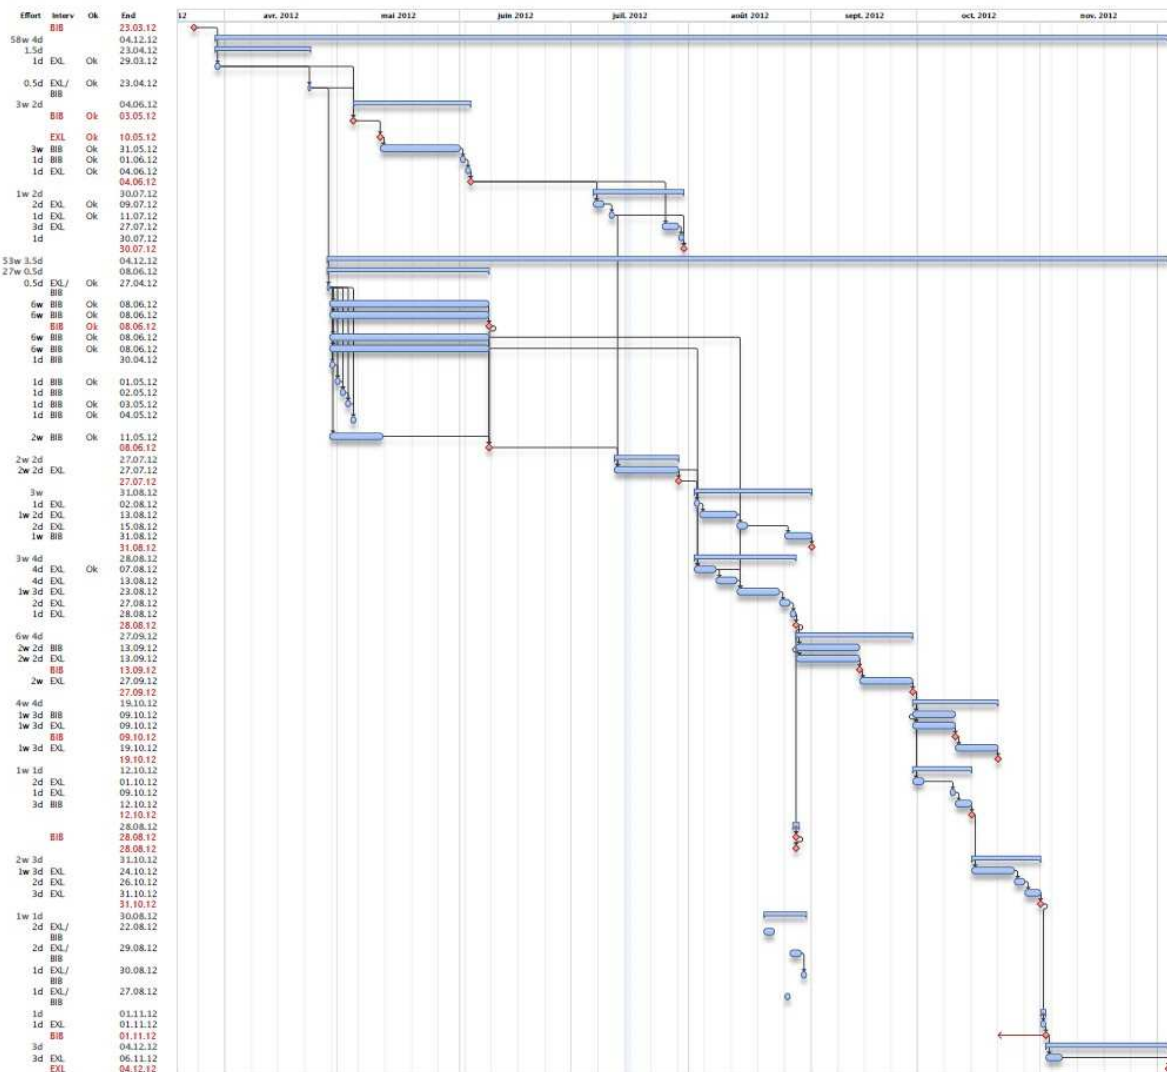 Effort Interv Ok End 12 avr. 2012 mai 2012 juin 2012 juil. 2012 août 2012 sept. 2012 oct. 2012 nov. 2012
BIB 23.03.12
58w 4d 04.12.12
1.5d 23.04.12
1d EXL Ok 29.03.12
0.5d EXL/ Ok 23.04.12
BIB
3w 2d 04.06.12
BIB Ok 03.05.12
EXL Ok 10.05.12
3w BIB Ok 31.05.12
1d BIB Ok 01.06.12
1d EXL Ok 04.06.12
04.06.12
1w 2d 30.07.12
2d EXL Ok 09.07.12
1d EXL Ok 11.07.12
3d EXL 27.07.12
1d 30.07.12
30.07.12
53w 3.5d 04.12.12
27w 0.5d 08.06.12
0.5d EXL/ Ok 27.04.12
BIB
6w BIB Ok 08.06.12
6w BIB Ok 08.06.12
BIB Ok 08.06.12
6w BIB Ok 08.06.12
6w BIB Ok 08.06.12
1d BIB 30.04.12
1d BIB Ok 01.05.12
1d BIB 02.05.12
1d BIB Ok 03.05.12
1d BIB Ok 04.05.12
2w BIB Ok 11.05.12
08.06.12
2w 2d 27.07.12
2w 2d EXL 27.07.12
27.07.12
3w 31.08.12
1d EXL 02.08.12
1w 2d EXL 13.08.12
2d EXL 15.08.12
1w BIB 31.08.12
31.08.12
3w 4d 28.08.12
4d EXL Ok 07.08.12
4d EXL 13.08.12
1w 3d EXL 23.08.12
2d EXL 27.08.12
1d EXL 28.08.12
28.08.12
6w 4d 27.09.12
2w 2d BIB 13.09.12
2w 2d EXL 13.09.12
BIB 13.09.12
2w EXL 27.09.12
27.09.12
4w 4d 19.10.12
1w 3d BIB 09.10.12
1w 3d EXL 09.10.12
BIB 09.10.12
1w 3d EXL 19.10.12
19.10.12
1w 1d 12.10.12
2d EXL 01.10.12
1d EXL 09.10.12
3d BIB 12.10.12
12.10.12
28.08.12
BIB 28.08.12
28.08.12
2w 3d 31.10.12
1w 3d EXL 24.10.12
2d EXL 26.10.12
3d EXL 31.10.12
31.10.12
1w 1d 30.08.12
2d EXL/ 22.08.12
BIB
2d EXL/ 29.08.12
BIB
1d EXL/ 30.08.12
BIB
1d EXL/ 27.08.12
BIB
1d 01.11.12
1d EXL 01.11.12
BIB 01.11.12
3d 04.12.12
3d EXL 06.11.12
EXL 04.12.12